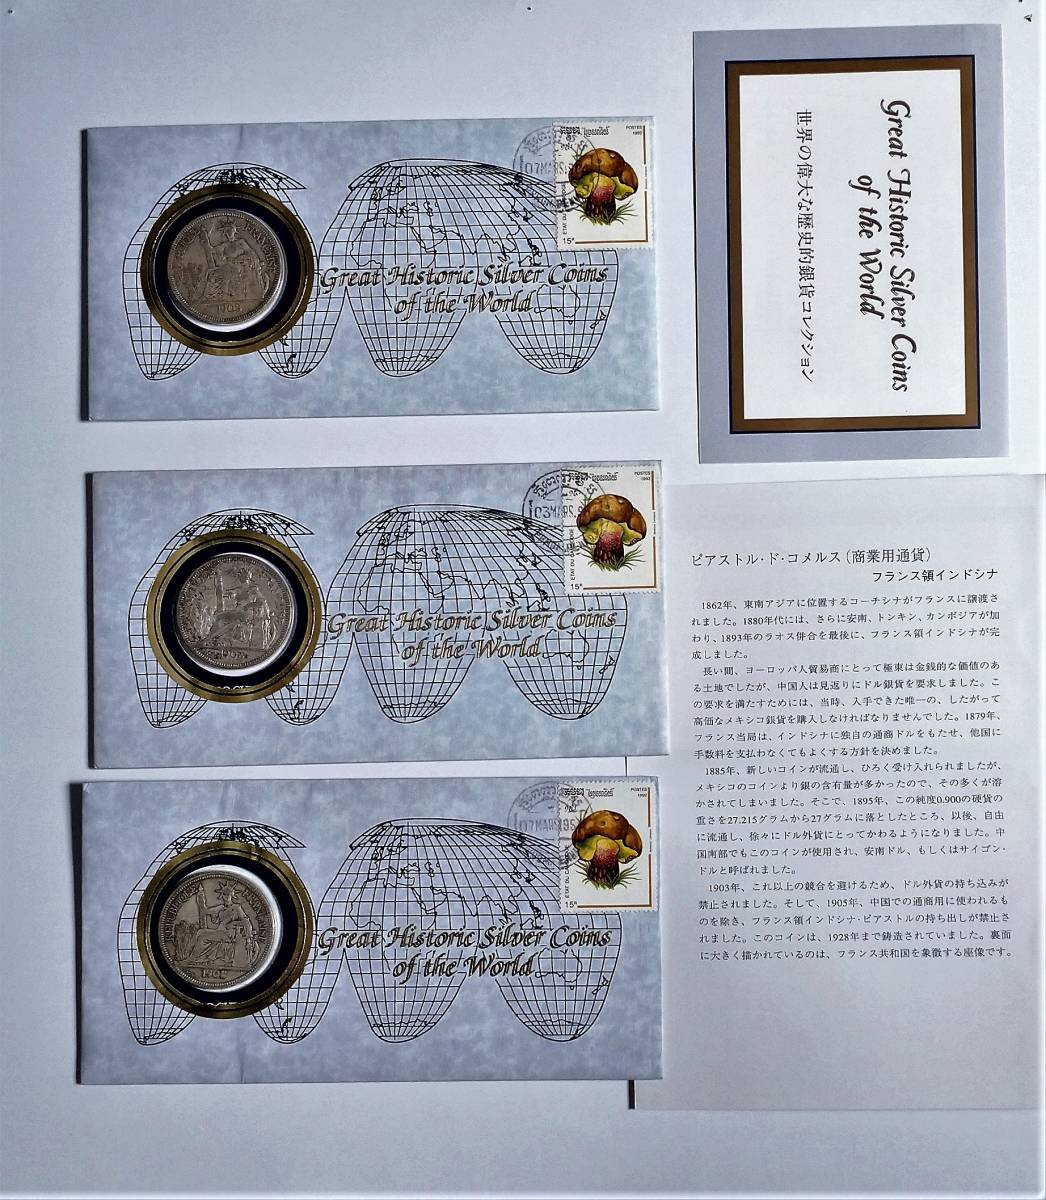 Great Historic Silver Coins
of the World
POSTES
15ᴿ
Great Historic Silver Coins
of the World
世界の偉大な歴史的銀貨コレクション
Great Historic Silver Coins
of the World
POSTES
15ᴿ
ピアストル・ド・コメルス(商業用通貨)
フランス領インドシナ
1862年、東南アジアに位置するコーチシナがフランスに譲渡さ
れました。1880年代には、さらに安南、トンキン、カンボジアが加
わり、1893年のラオス併合を最後に、フランス領インドシナが完
成しました。
長い間、ヨーロッパ人貿易商にとって極東は金銭的な価値のあ
る土地でしたが、中国人は見返りにドル銀貨を要求しました。こ
の要求を満たすためには、当時、入手できた唯一の、したがって
高価なメキシコ銀貨を購入しなければなりませんでした。1879年、
フランス当局は、インドシナに独自の通商ドルをもたせ、他国に
手数料を支払わなくてもよくする方針を決めました。
1885年、新しいコインが流通し、ひろく受け入れられましたが、
メキシコのコインより銀の含有量が多かったので、その多くが溶
かされてしまいました。そこで、1895年、この純度0.900の硬貨の
重さを27.215グラムから27グラムに落としたところ、以後、自由
に流通し、徐々にドル外貨にとってかわるようになりました。中
国南部でもこのコインが使用され、安南ドル、もしくはサイゴン・
ドルと呼ばれました。
1903年、これ以上の競合を避けるため、ドル外貨の持ち込みが
禁止されました。そして、1905年、中国での通商用に使われるも
のを除き、フランス領インドシナ・ピアストルの持ち出しが禁止さ
れました。このコインは、1928年まで鋳造されていました。裏面
に大きく描かれているのは、フランス共和国を象徴する座像です。
Great Historic Silver Coins
of the World
POSTES
15ᴿ